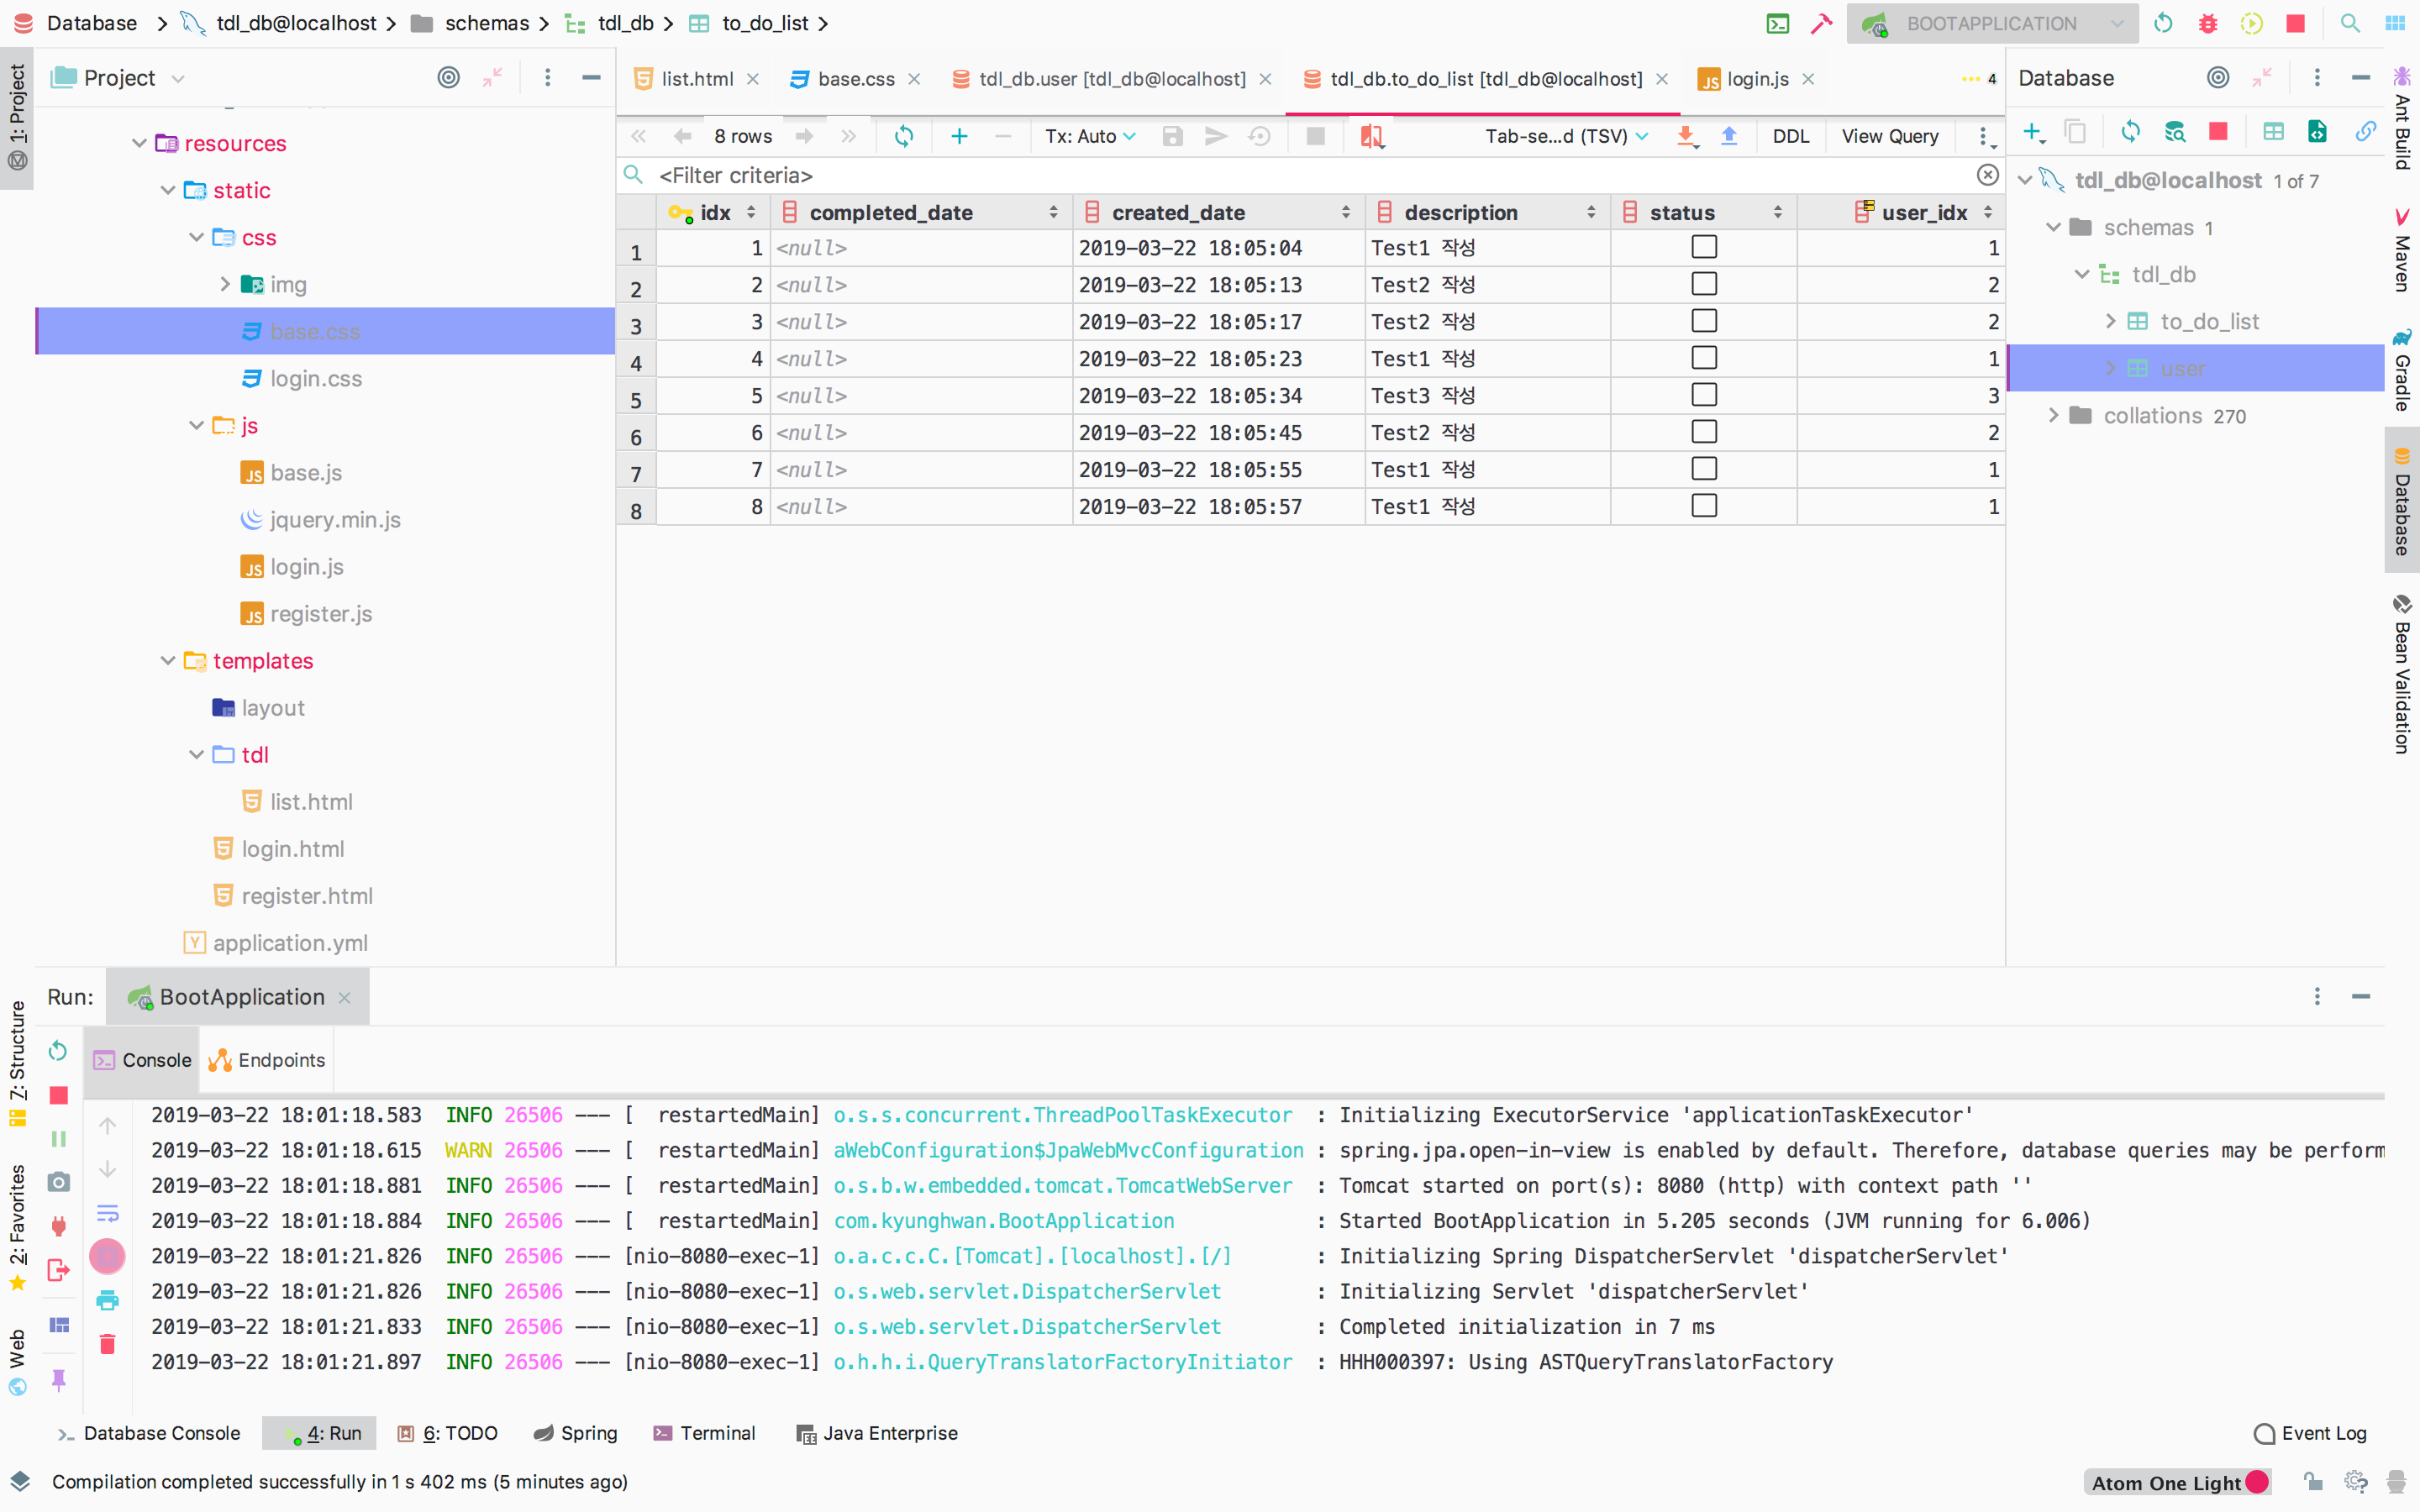 Database tdl_db@localhost schemas tdl_db to_do_list BOOTAPPLICATION
Project
list.html base.css tdl_db.user [tdl_db@localhost] tdl_db.to_do_list [tdl_db@localhost] login.js 4
Database
8 rows Tx: Auto Tab-se...d (TSV) DDL View Query
<Filter criteria>
idx completed_date created_date description status user_idx
1 1 <null> 2019-03-22 18:05:04 Test1 작성 1
2 2 <null> 2019-03-22 18:05:13 Test2 작성 2
3 3 <null> 2019-03-22 18:05:17 Test2 작성 2
4 4 <null> 2019-03-22 18:05:23 Test1 작성 1
5 5 <null> 2019-03-22 18:05:34 Test3 작성 3
6 6 <null> 2019-03-22 18:05:45 Test2 작성 2
7 7 <null> 2019-03-22 18:05:55 Test1 작성 1
8 8 <null> 2019-03-22 18:05:57 Test1 작성 1
1: Project
resources
static
css
img
base.css
login.css
js
base.js
jquery.min.js
login.js
register.js
templates
layout
tdl
list.html
login.html
register.html
application.yml
tdl_db@localhost 1 of 7
schemas 1
tdl_db
to_do_list
user
collations 270
Ant Build
Maven
Gradle
Database
Bean Validation
7: Structure
2: Favorites
Web
Run: BootApplication
Console Endpoints
2019-03-22 18:01:18.583 INFO 26506 --- [ restartedMain] o.s.s.concurrent.ThreadPoolTaskExecutor : Initializing ExecutorService 'applicationTaskExecutor'
2019-03-22 18:01:18.615 WARN 26506 --- [ restartedMain] aWebConfiguration$JpaWebMvcConfiguration : spring.jpa.open-in-view is enabled by default. Therefore, database queries may be perform
2019-03-22 18:01:18.881 INFO 26506 --- [ restartedMain] o.s.b.w.embedded.tomcat.TomcatWebServer : Tomcat started on port(s): 8080 (http) with context path ''
2019-03-22 18:01:18.884 INFO 26506 --- [ restartedMain] com.kyunghwan.BootApplication : Started BootApplication in 5.205 seconds (JVM running for 6.006)
2019-03-22 18:01:21.826 INFO 26506 --- [nio-8080-exec-1] o.a.c.c.C.[Tomcat].[localhost].[/] : Initializing Spring DispatcherServlet 'dispatcherServlet'
2019-03-22 18:01:21.826 INFO 26506 --- [nio-8080-exec-1] o.s.web.servlet.DispatcherServlet : Initializing Servlet 'dispatcherServlet'
2019-03-22 18:01:21.833 INFO 26506 --- [nio-8080-exec-1] o.s.web.servlet.DispatcherServlet : Completed initialization in 7 ms
2019-03-22 18:01:21.897 INFO 26506 --- [nio-8080-exec-1] o.h.h.i.QueryTranslatorFactoryInitiator : HHH000397: Using ASTQueryTranslatorFactory
Database Console 4: Run 6: TODO Spring Terminal Java Enterprise Event Log
Compilation completed successfully in 1 s 402 ms (5 minutes ago) Atom One Light